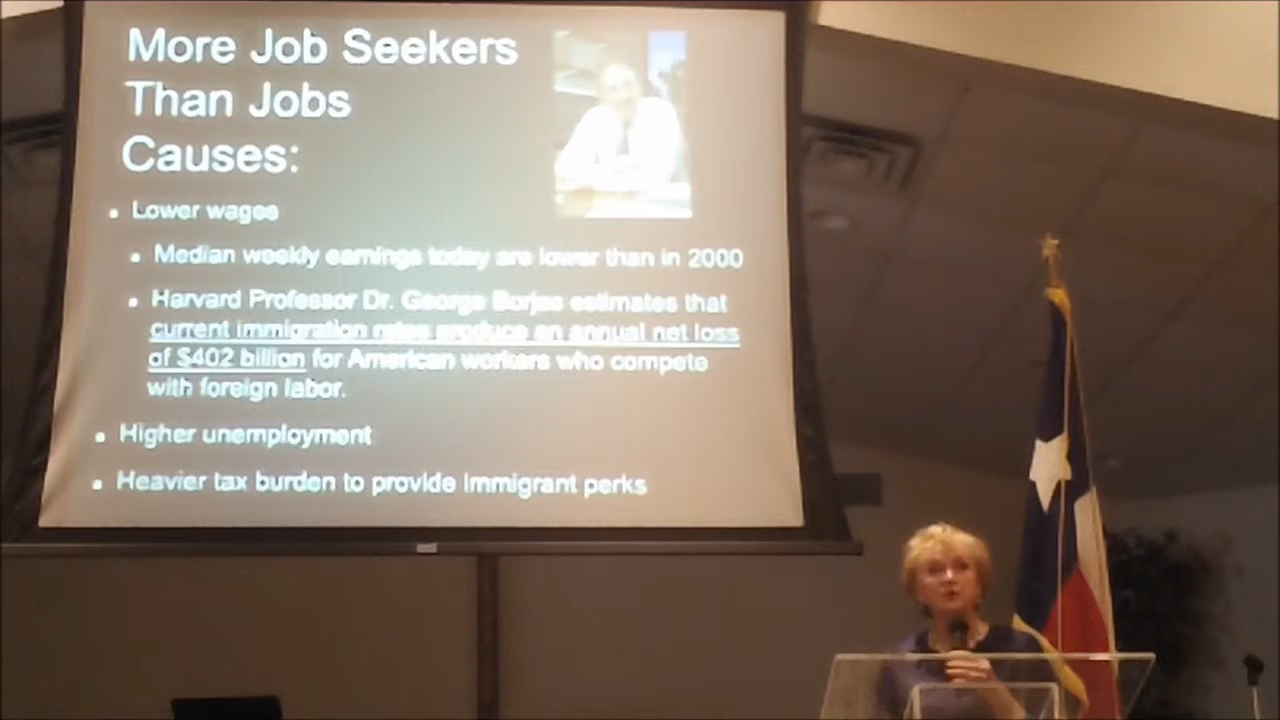 More Job Seekers
Than Jobs
Causes:
Lower wages
Median weekly earnings today are lower than in 2000
Harvard Professor Dr. George Borjas estimates that
current immigration rates produce an annual net loss
of $402 billion for American workers who compete
with foreign labor.
Higher unemployment
Heavier tax burden to provide immigrant perks